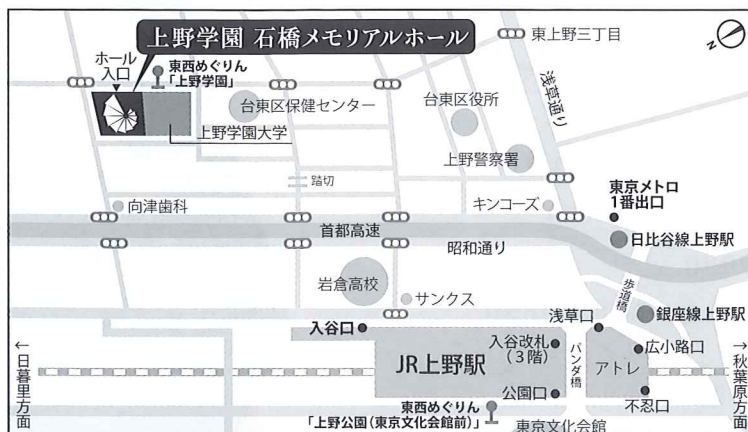 上野学園 石橋メモリアルホール
ホール
入口
東西めぐりん
「上野学園」
東上野三丁目
N
浅草通り
台東区保健センター
台東区役所
上野学園大学
上野警察署
踏切
向津歯科
キンコーズ
東京メトロ
1番出口
首都高速
昭和通り
日比谷線上野駅
岩倉高校
サンクス
歩道橋
銀座線上野駅
入谷口
浅草口
入谷改札
(3階)
パンダ橋
アトレ
広小路口
JR上野駅
公園口
不忍口
←日暮里方面
→秋葉原方面
東西めぐりん
「上野公園(東京文化会館前)」
東京文化会館